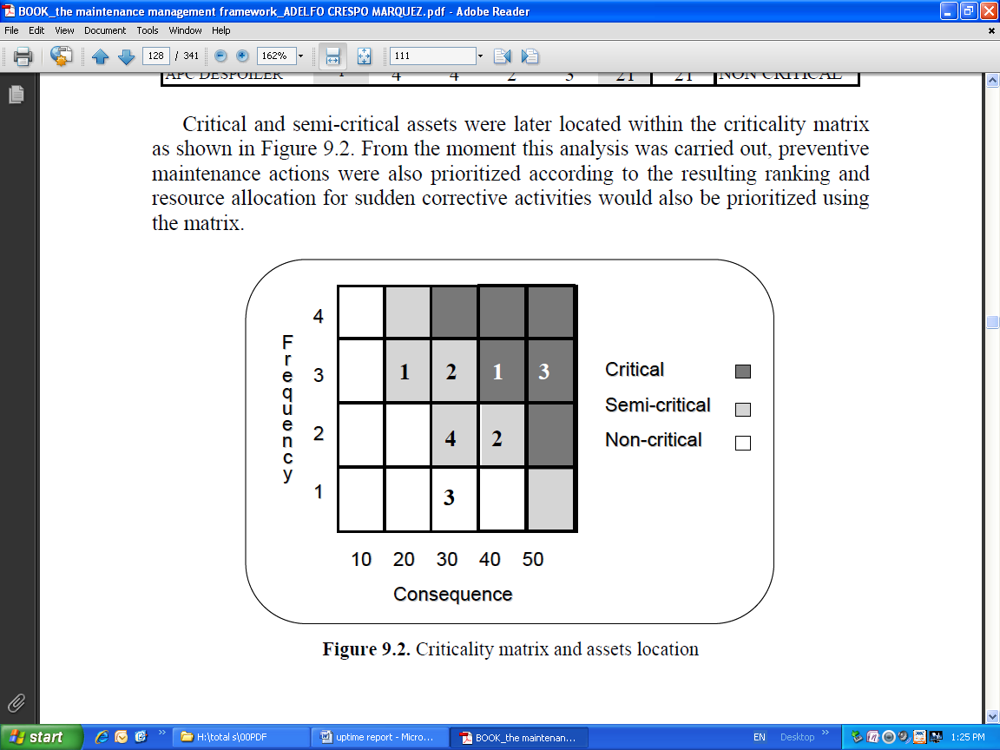 BOOK_the maintenance management framework_ADELFO CRESPO MARQUEZ.pdf - Adobe Reader
File Edit View Document Tools Window Help
128 / 341 162% 111
APC DESPOILER 4 4 2 3 21 21 NON CRITICAL
Critical and semi-critical assets were later located within the criticality matrix
as shown in Figure 9.2. From the moment this analysis was carried out, preventive
maintenance actions were also prioritized according to the resulting ranking and
resource allocation for sudden corrective activities would also be prioritized using
the matrix.
Frequency
4
3 1 2 1 3
2 4 2
1 3
10 20 30 40 50
Consequence
Critical
Semi-critical
Non-critical
Figure 9.2. Criticality matrix and assets location
start H:\total s\00PDF uptime report - Micro... BOOK_the maintenan... EN Desktop » 1:25 PM